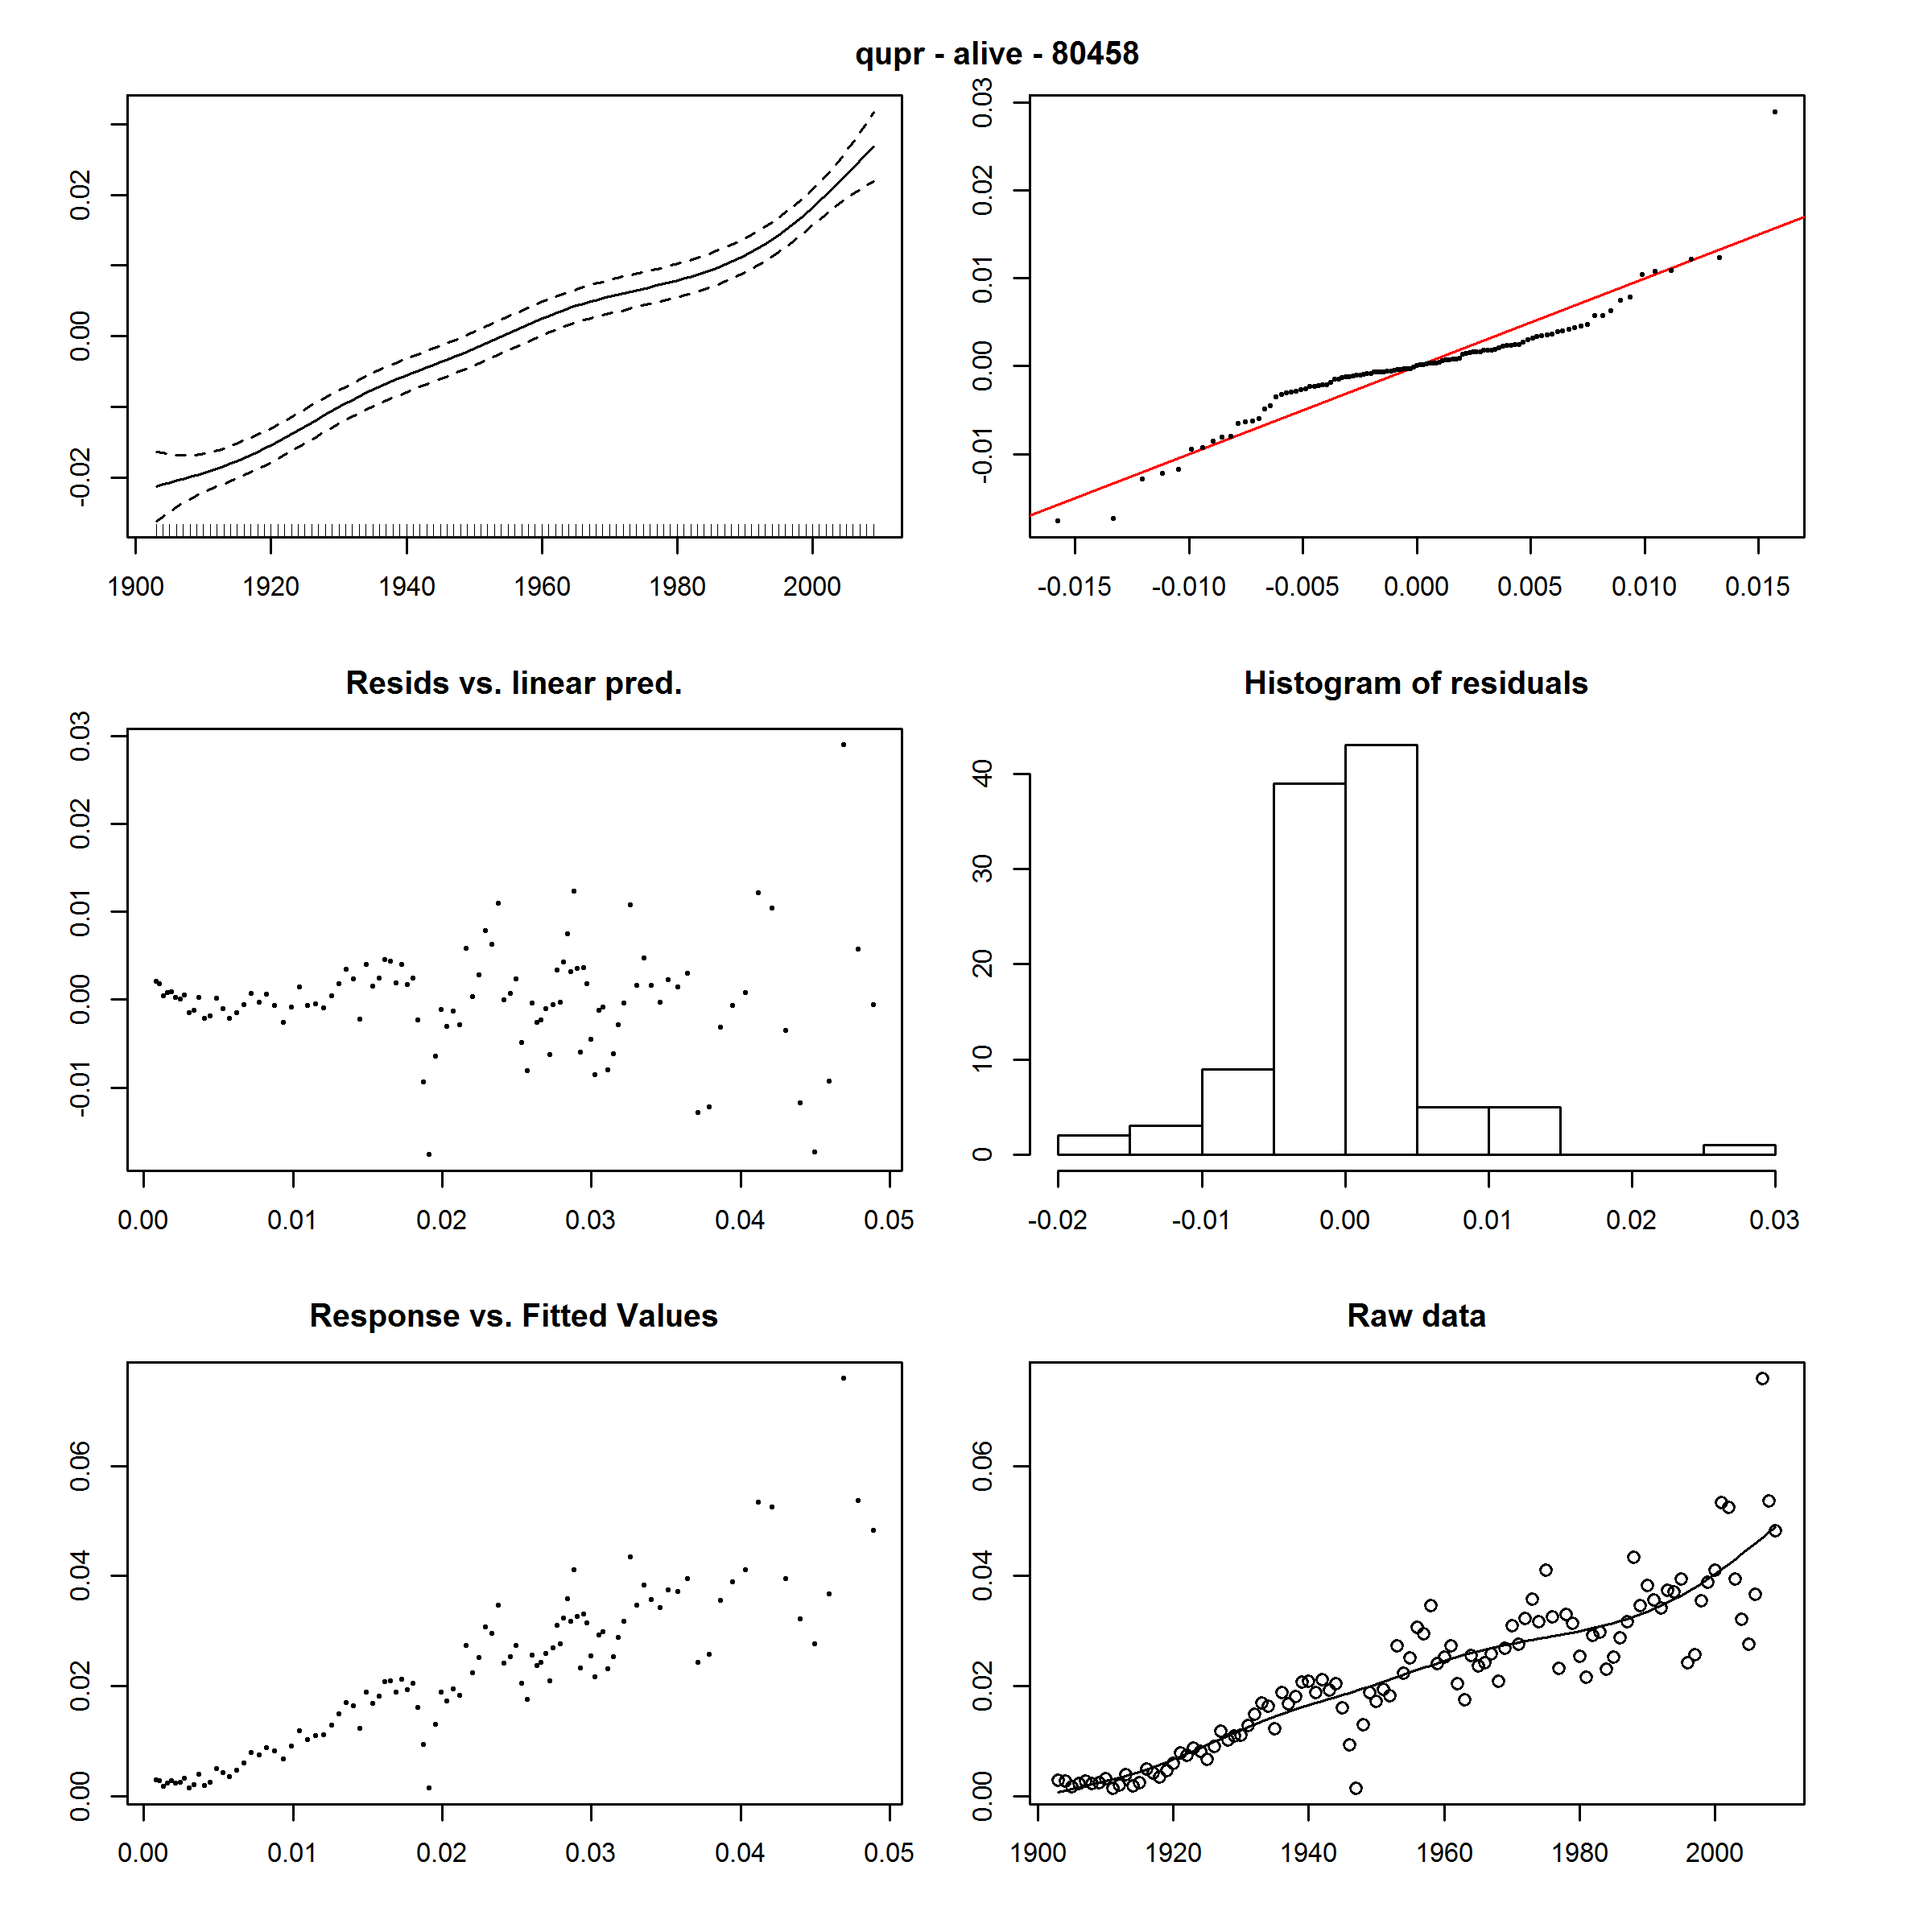 qupr - alive - 80458
0.02
0.00
-0.02
1900 1920 1940 1960 1980 2000
0.03
0.02
0.01
0.00
-0.01
-0.015 -0.010 -0.005 0.000 0.005 0.010 0.015
Resids vs. linear pred.
0.03
0.02
0.01
0.00
-0.01
0.00 0.01 0.02 0.03 0.04 0.05
Histogram of residuals
40
30
20
10
0
-0.02 -0.01 0.00 0.01 0.02 0.03
Response vs. Fitted Values
0.06
0.04
0.02
0.00
0.00 0.01 0.02 0.03 0.04 0.05
Raw data
0.06
0.04
0.02
0.00
1900 1920 1940 1960 1980 2000